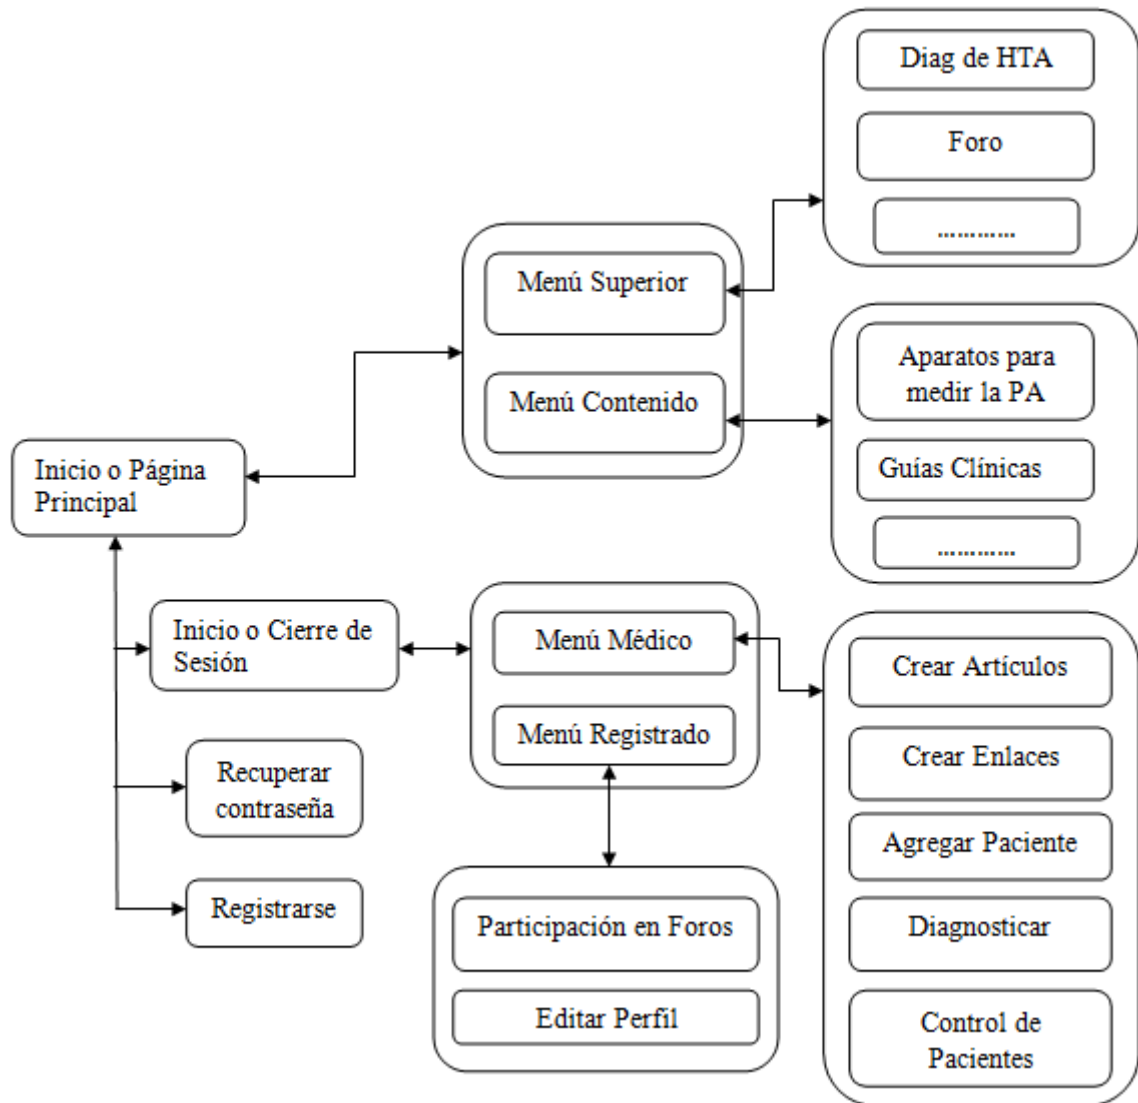 Diag de HTA
Foro
............
Menú Superior
Menú Contenido
Aparatos para
medir la PA
Guías Clínicas
............
Inicio o Página
Principal
Inicio o Cierre de
Sesión
Recuperar
contraseña
Registrarse
Menú Médico
Menú Registrado
Participación en Foros
Editar Perfil
Crear Artículos
Crear Enlaces
Agregar Paciente
Diagnosticar
Control de
Pacientes